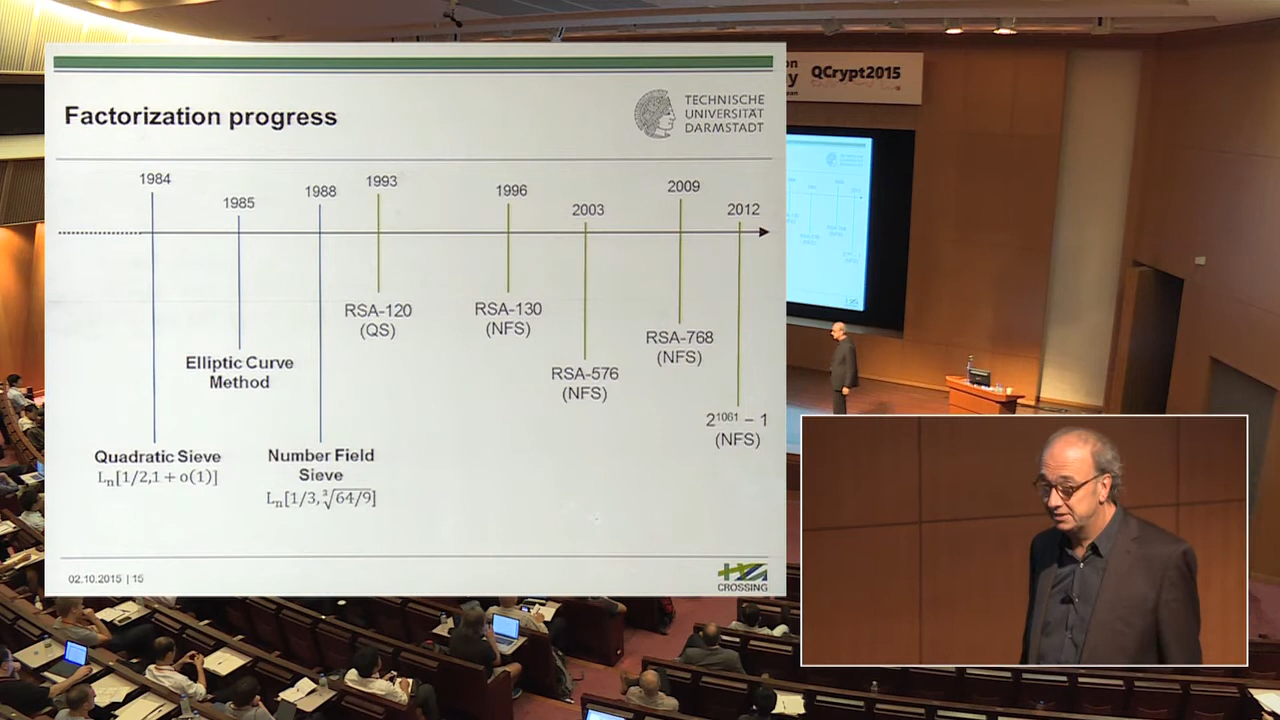 Factorization progress
TECHNISCHE
UNIVERSITÄT
DARMSTADT
1984
1985
1988
1993
1996
2003
2009
2012
RSA-120
(QS)
RSA-130
(NFS)
RSA-576
(NFS)
RSA-768
(NFS)
2^1061 − 1
(NFS)
Elliptic Curve
Method
Quadratic Sieve
Lₙ[1/2,1 + o(1)]
Number Field
Sieve
Lₙ[1/3,∛64/9]
02.10.2015 | 15
CROSSING
QCrypt2015